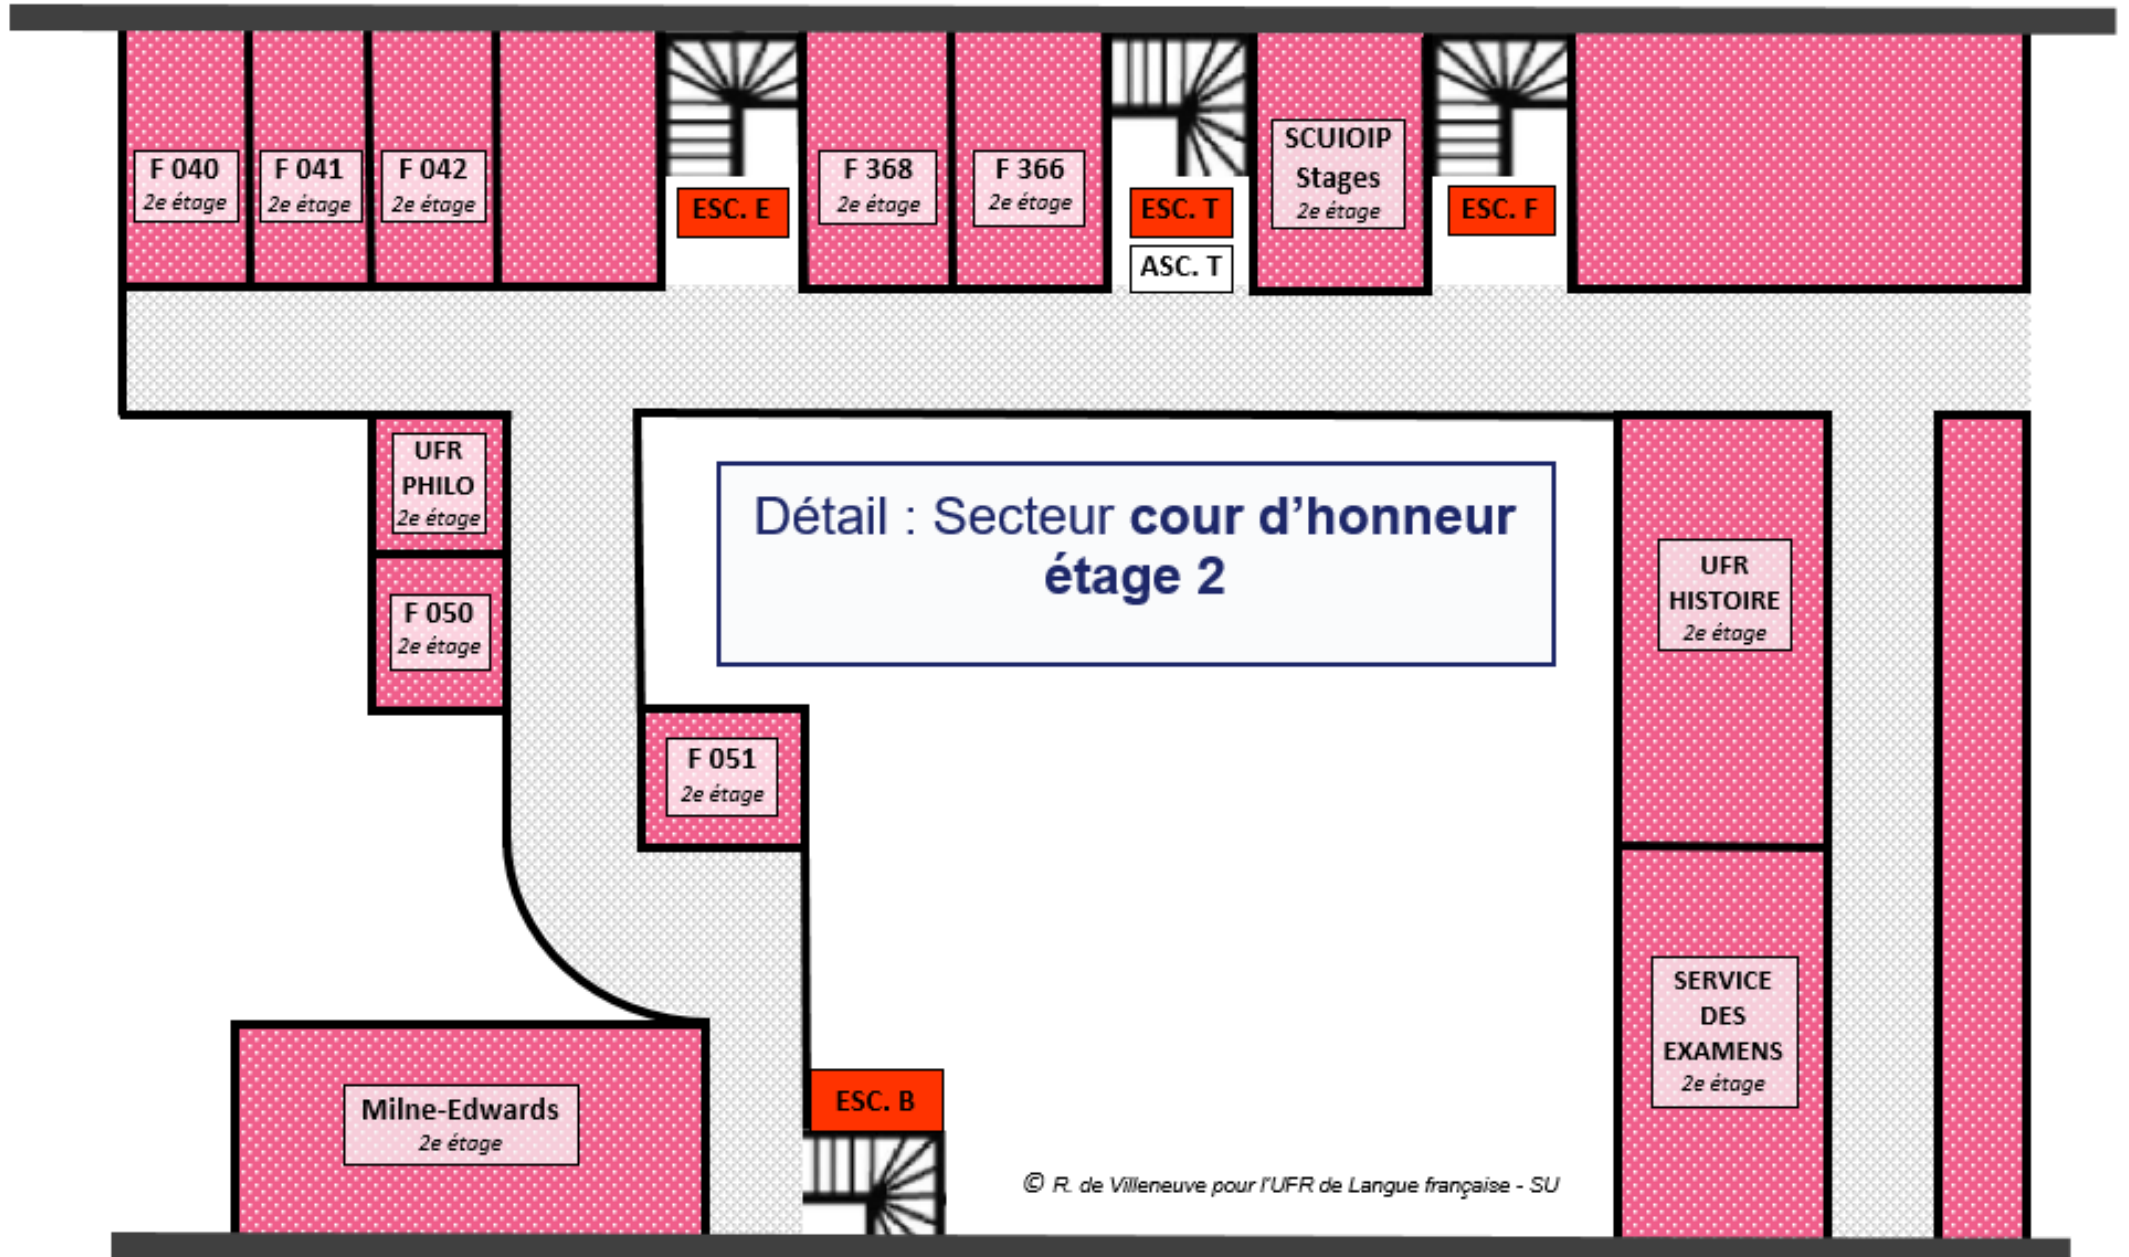 F 040
2e étage
F 041
2e étage
F 042
2e étage
ESC. E
F 368
2e étage
F 366
2e étage
ESC. T
ASC. T
SCUIOIP
Stages
2e étage
ESC. F
UFR
PHILO
2e étage
F 050
2e étage
Détail : Secteur cour d’honneur
étage 2
UFR
HISTOIRE
2e étage
F 051
2e étage
SERVICE
DES
EXAMENS
2e étage
Milne-Edwards
2e étage
ESC. B
© R. de Villeneuve pour l'UFR de Langue française - SU